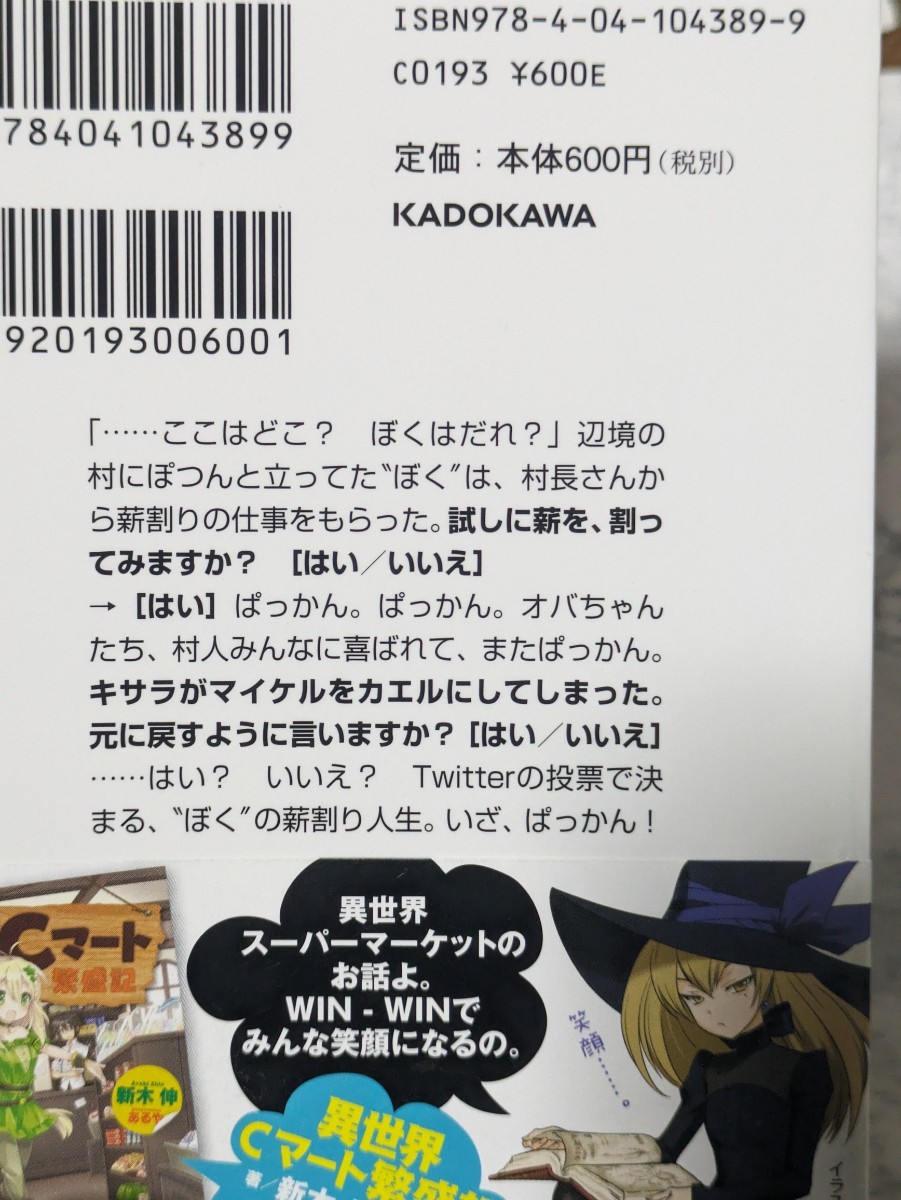 ISBN978-4-04-104389-9
C0193 ¥600E
784041043899
定価：本体600円（税別）
KADOKAWA
920193006001
「……ここはどこ？　ぼくはだれ？」辺境の
村にぽつんと立ってた〝ぼく〟は、村長さんか
ら薪割りの仕事をもらった。試しに薪を、割っ
てみますか？　［はい／いいえ］
→［はい］ぱっかん。ぱっかん。オバちゃん
たち、村人みんなに喜ばれて、またぱっかん。
キサラがマイケルをカエルにしてしまった。
元に戻すように言いますか？［はい／いいえ］
……はい？　いいえ？　Twitterの投票で決
まる、〝ぼく〟の薪割り人生。いざ、ぱっかん！
異世界
スーパーマーケットの
お話よ。
WIN - WINで
みんな笑顔になるの。
笑顔……。
Cマート
繁盛記
Araki Shin
新木 伸
あるや
異世界
Cマート繁盛
著／新木
イラ